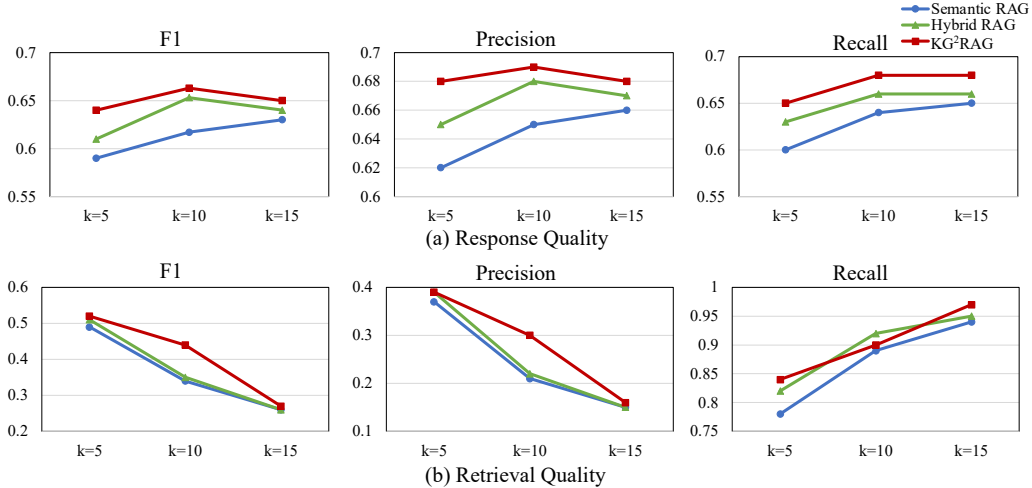 Semantic RAG
Hybrid RAG
KG²RAG
F1
0.7
0.65
0.6
0.55
k=5 k=10 k=15
Precision
0.7
0.68
0.66
0.64
0.62
0.6
k=5 k=10 k=15
Recall
0.7
0.65
0.6
0.55
k=5 k=10 k=15
(a) Response Quality
F1
0.6
0.5
0.4
0.3
0.2
k=5 k=10 k=15
Precision
0.4
0.3
0.2
0.1
k=5 k=10 k=15
Recall
1
0.95
0.9
0.85
0.8
0.75
k=5 k=10 k=15
(b) Retrieval Quality